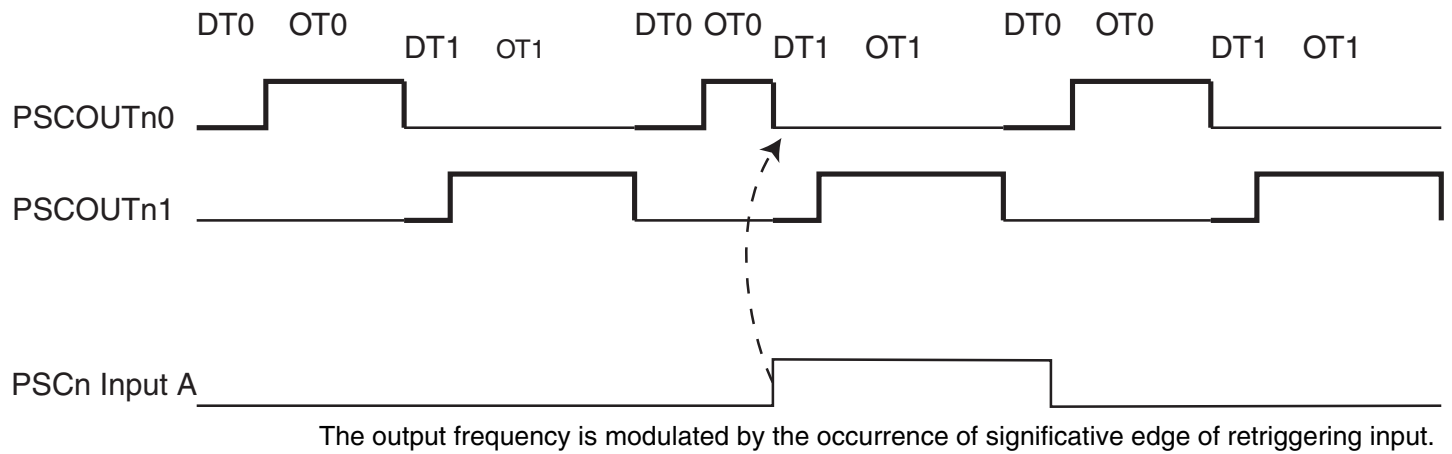 DT0 OT0 DT0 OT0 DT0 OT0
DT1 OT1 DT1 OT1 DT1 OT1
PSCOUTn0
PSCOUTn1
PSCn Input A
The output frequency is modulated by the occurrence of significative edge of retriggering input.